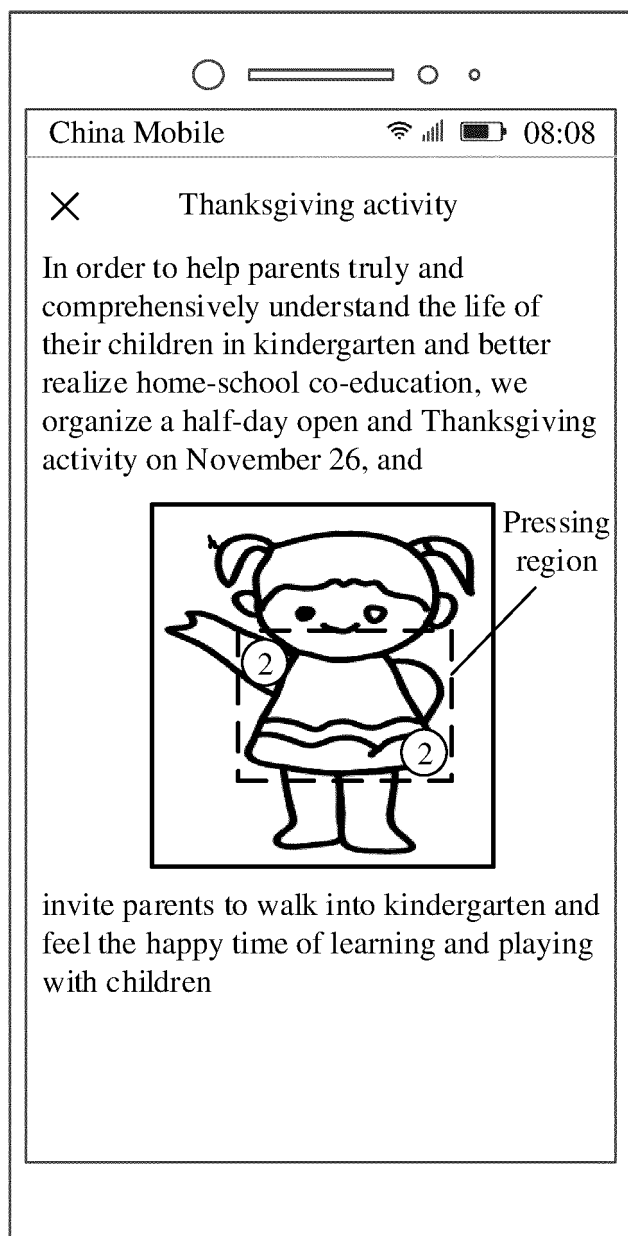 China Mobile 08:08
Thanksgiving activity
In order to help parents truly and
comprehensively understand the life of
their children in kindergarten and better
realize home-school co-education, we
organize a half-day open and Thanksgiving
activity on November 26, and
Pressing
region
2
2
invite parents to walk into kindergarten and
feel the happy time of learning and playing
with children